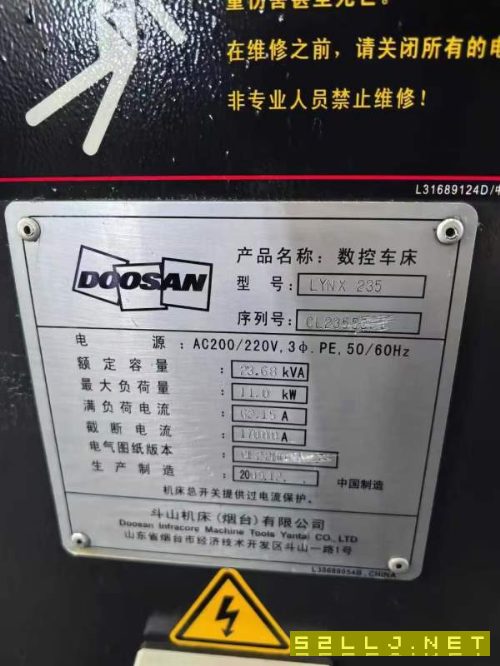 在维修之前，请关闭所有的电
非专业人员禁止维修！
L31689124D/中
DOOSAN
产品名称：数控车床
型 号：LYNX 235
序列号：
电 源：AC200/220V, 3Φ. PE, 50/60Hz
额定容量：23.68 kVA
最大负荷量：11.0 kW
满负荷电流：62.15 A
截断电流：A
电气图纸版本：
生产制造： 中国制造
机床总开关提供过电流保护。
斗山机床(烟台)有限公司
Doosan Infracore Machine Tools Yantai CO., LTD
山东省烟台市经济技术开发区斗山一路1号
L30689054B, CHINA
52LLJ.NET